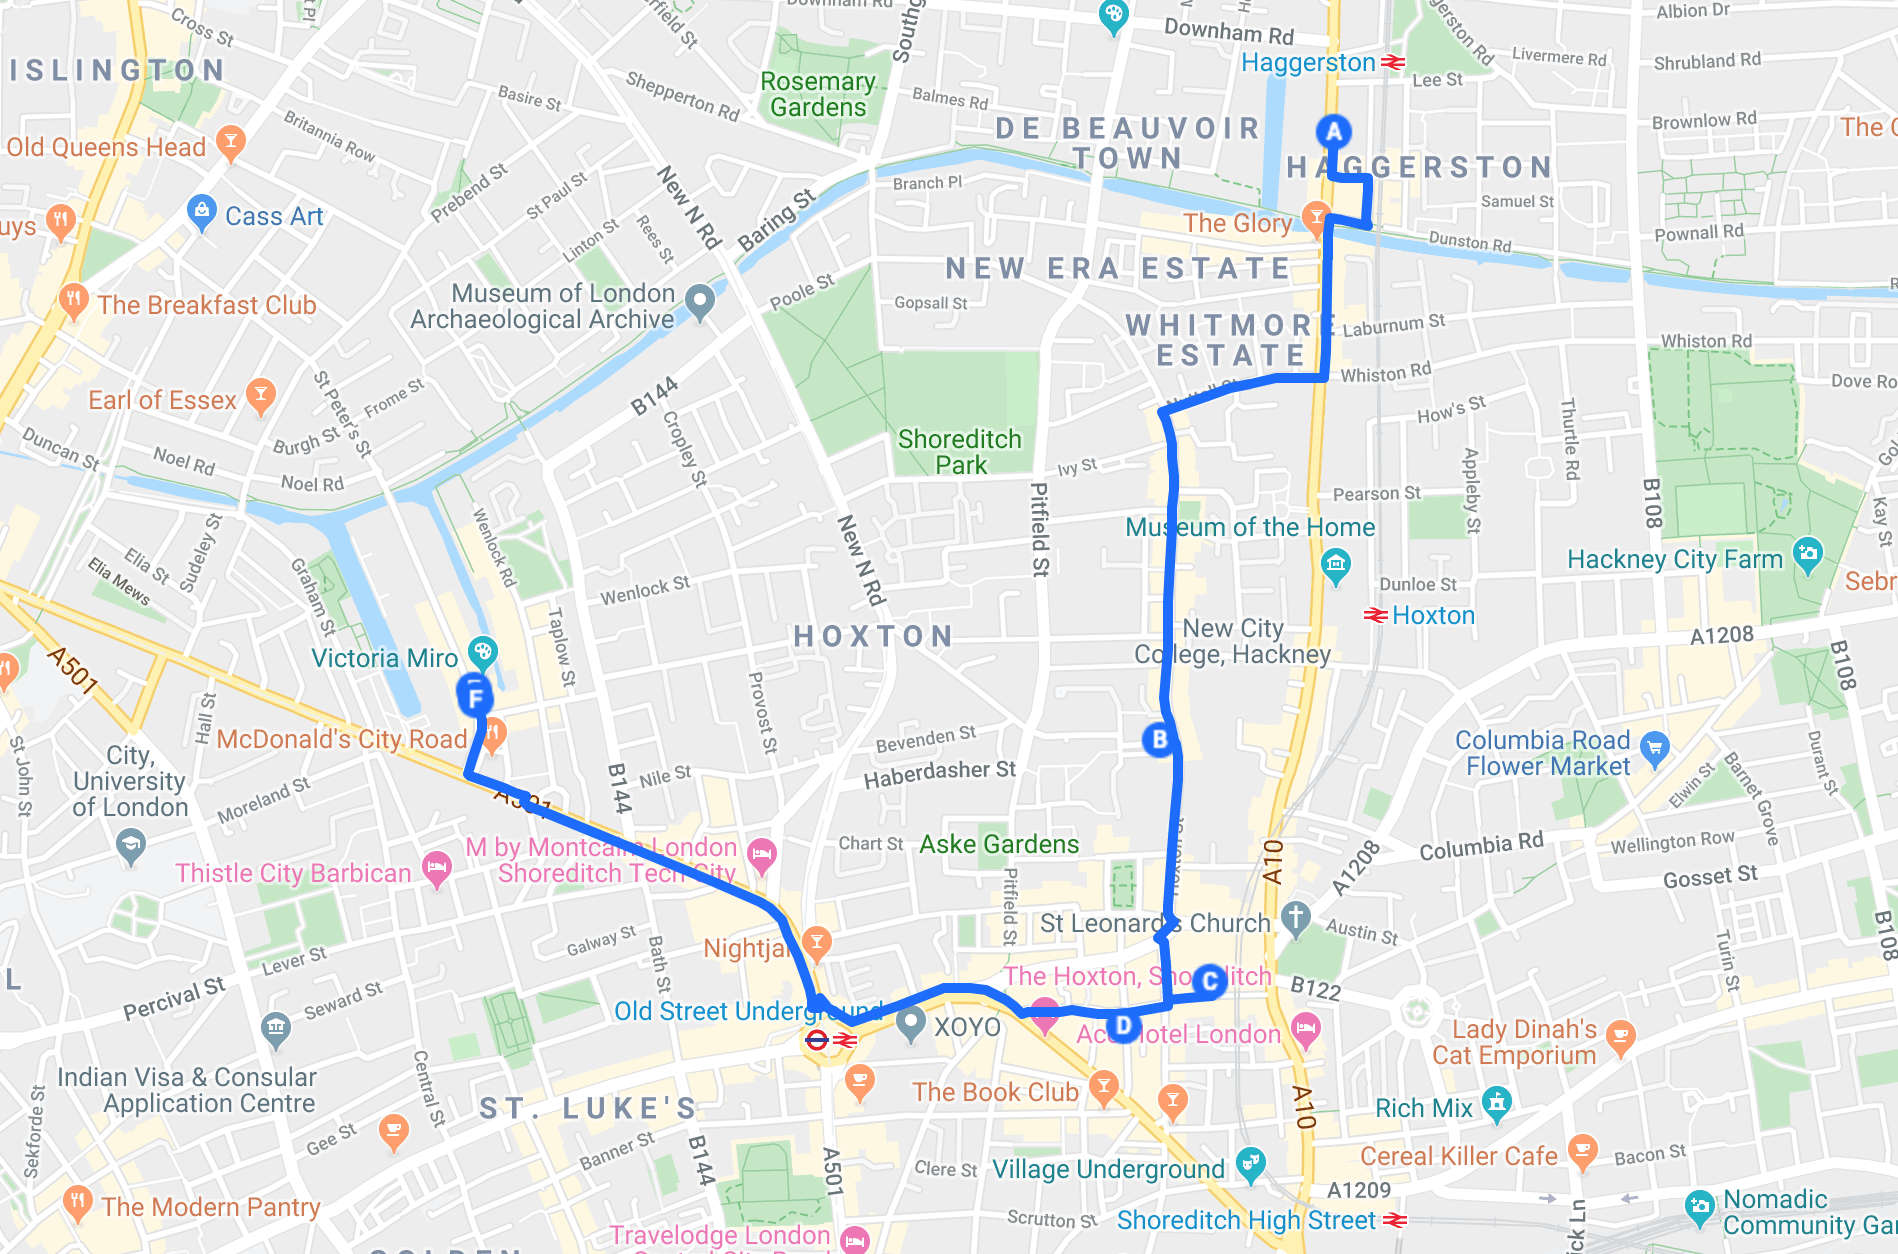 Cross St
Downham Rd
Albion Dr
Downham Rd
ISLINGTON
Haggerston
Livermere Rd
Shrubland Rd
Lee St
Rosemary
Gardens
Shepperton Rd
Basire St
Balmes Rd
Britannia Row
Old Queens Head
DE BEAUVOIR
TOWN
A
HAGGERSTON
Brownlow Rd
The
Branch Pl
Prebend St
St Paul St
Samuel St
New N Rd
Baring St
Cass Art
Rees St
Linton St
The Glory
Dunston Rd
Pownall Rd
NEW ERA ESTATE
Museum of London
Archaeological Archive
Poole St
Gopsall St
The Breakfast Club
WHITMORE
ESTATE
Laburnum St
Whiston Rd
Whiston Rd
Earl of Essex
St Peter's St
Frome St
B144
Dove
How's St
Thurtle Rd
Duncan St
Burgh St
Cropley St
Shoreditch
Park
Noel Rd
Noel Rd
Ivy St
Appleby St
Pearson St
B108
Pitfield St
New N Rd
Wenlock Rd
Museum of the Home
Kay St
Sudeley St
Elia St
Elia Mews
Graham St
Hackney City Farm
Wenlock St
Dunloe St
Hoxton
Taplow St
HOXTON
New City
College, Hackney
A1208
B108
A501
Victoria Miro
F
Provost St
Hall St
McDonald's City Road
Bevenden St
B
Columbia Road
Flower Market
Durant St
City,
University
of London
St John St
Nile St
Haberdasher St
B144
Moreland St
A501
Elwin St
Barnet Grove
M by Montcalm London
Shoreditch Tech City
Chart St
Aske Gardens
Hoxton St
A10
A1208
Columbia Rd
Wellington Row
Thistle City Barbican
Gosset St
Pitfield St
St Leonard's Church
Austin St
B108
Galway St
Bath St
Nightjar
Lever St
Turin St
The Hoxton, Shoreditch
C
B122
Percival St
Seward St
Old Street Underground
XOYO
D
Ace Hotel London
Lady Dinah's
Cat Emporium
Indian Visa & Consular
Application Centre
Central St
ST. LUKE'S
The Book Club
A10
Rich Mix
Sekforde St
Gee St
Banner St
B144
A501
Clerk St
Village Underground
Cereal Killer Cafe
Bacon St
The Modern Pantry
A1209
Nomadic
Community
Scrutton St
Shoreditch High Street
Travelodge London